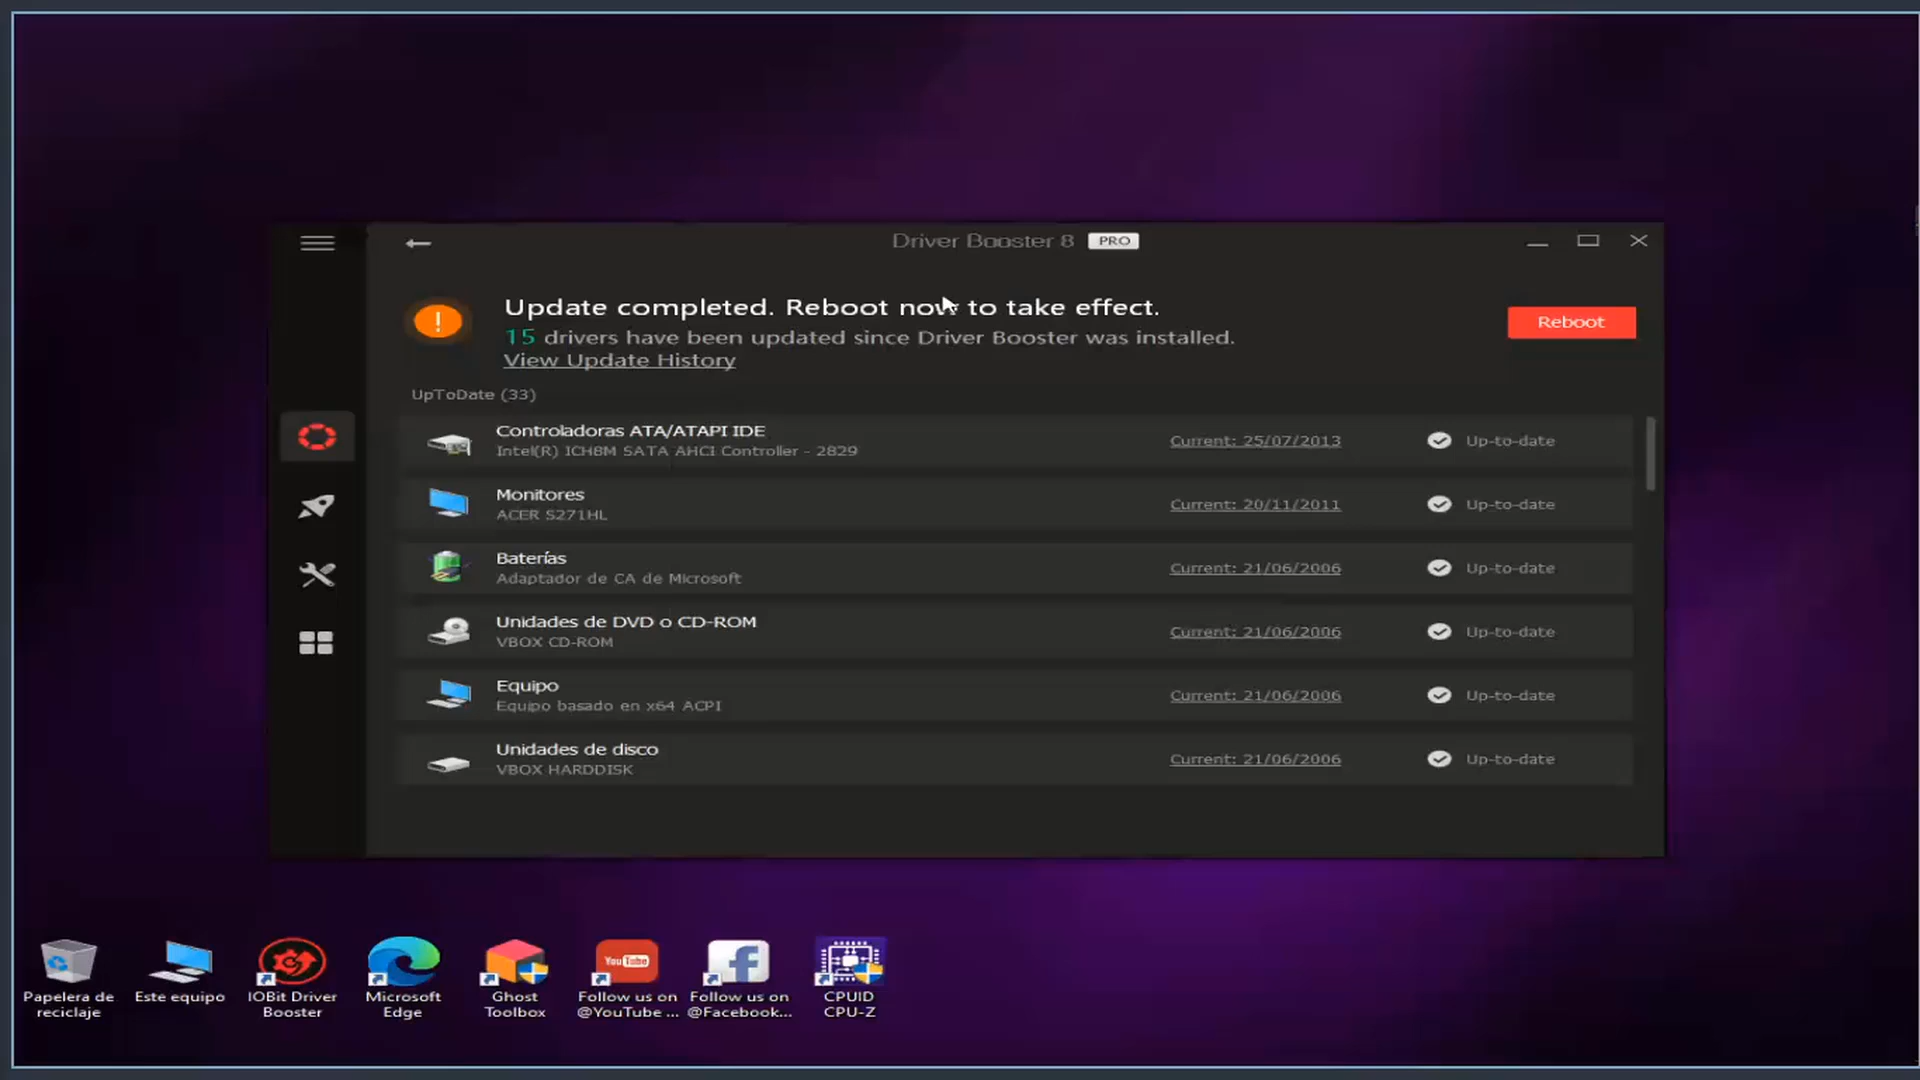 Driver Booster 8 PRO
Update completed. Reboot now to take effect.
15 drivers have been updated since Driver Booster was installed.
View Update History
Reboot
UpToDate (33)
Controladoras ATA/ATAPI IDE
Intel(R) ICH8M SATA AHCI Controller - 2829
Current: 25/07/2013
Up-to-date
Monitores
ACER S271HL
Current: 20/11/2011
Up-to-date
Baterías
Adaptador de CA de Microsoft
Current: 21/06/2006
Up-to-date
Unidades de DVD o CD-ROM
VBOX CD-ROM
Current: 21/06/2006
Up-to-date
Equipo
Equipo basado en x64 ACPI
Current: 21/06/2006
Up-to-date
Unidades de disco
VBOX HARDDISK
Current: 21/06/2006
Up-to-date
Papelera de
reciclaje
Este equipo
IOBit Driver
Booster
Microsoft
Edge
Ghost
Toolbox
YouTube
Follow us on
@YouTube ...
Follow us on
@Facebook...
CPUID
CPU-Z